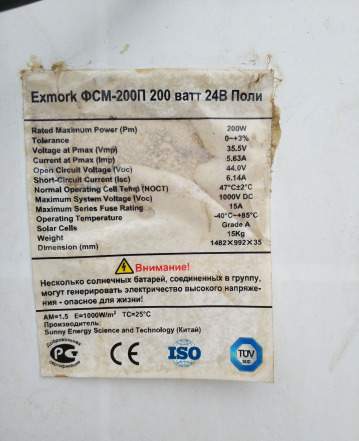 Exmork ФСМ-200П 200 ватт 24В Поли
Rated Maximum Power (Pm) 200W
Tolerance 0~+3%
Voltage at Pmax (Vmp) 35.5V
Current at Pmax (Imp) 5.63A
Open Circuit Voltage (Voc) 44.0V
Short-Circuit Current (Isc) 6.14A
Normal Operating Cell Temp (NOCT) 47°C±2°C
Maximum System Voltage (Voc) 1000V DC
Maximum Series Fuse Rating 15A
Operating Temperature -40°C~+85°C
Solar Cells Grade A
Weight 15Kg
Dimension (mm) 1482×992×35
Внимание!
Несколько солнечных батарей, соединенных в группу,
могут генерировать электричество высокого напряже-
ния - опасное для жизни!
AM=1.5 E=1000W/m² TC=25°C
Производитель:
Sunny Energy Science and Technology (Китай)
Добровольная
сертификация
РСТ
CE
ISO
TÜV
SUD